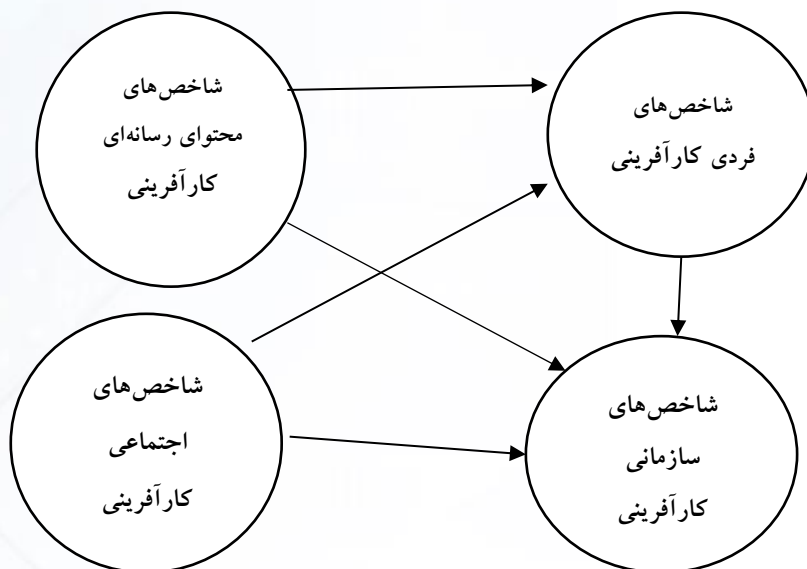 شاخص‌های
محتوای رسانه‌ای
کارآفرینی
شاخص‌های
فردی کارآفرینی
شاخص‌های
اجتماعی
کارآفرینی
شاخص‌های
سازمانی
کارآفرینی